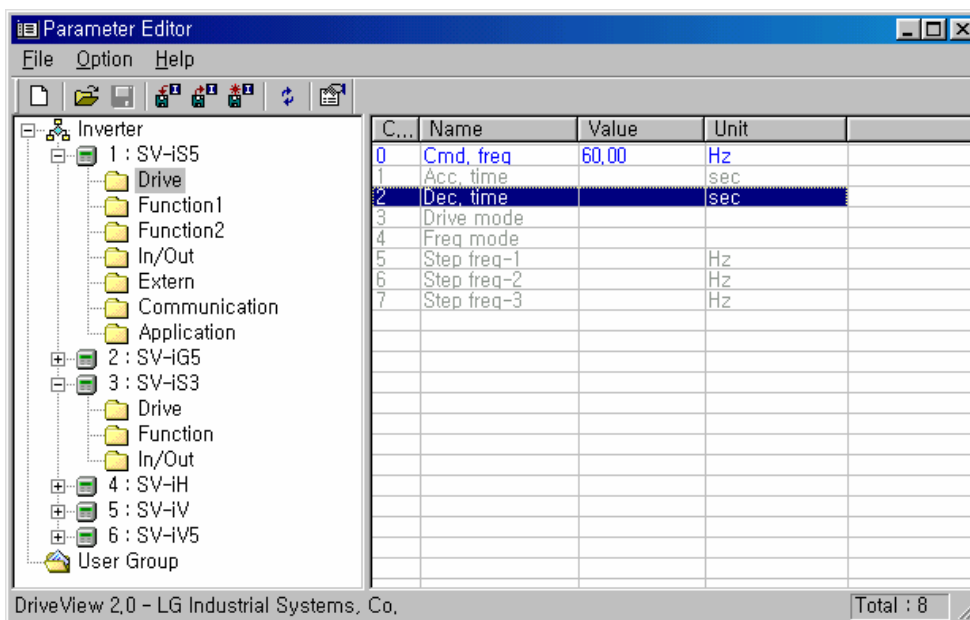 Parameter Editor
File Option Help
Inverter
1 : SV-iS5
Drive
Function1
Function2
In/Out
Extern
Communication
Application
2 : SV-iG5
3 : SV-iS3
Drive
Function
In/Out
4 : SV-iH
5 : SV-iV
6 : SV-iV5
User Group
C... Name Value Unit
0 Cmd, freq 60,00 Hz
1 Acc, time sec
2 Dec, time sec
3 Drive mode
4 Freq mode
5 Step freq-1 Hz
6 Step freq-2 Hz
7 Step freq-3 Hz
DriveView 2,0 - LG Industrial Systems, Co, Total : 8